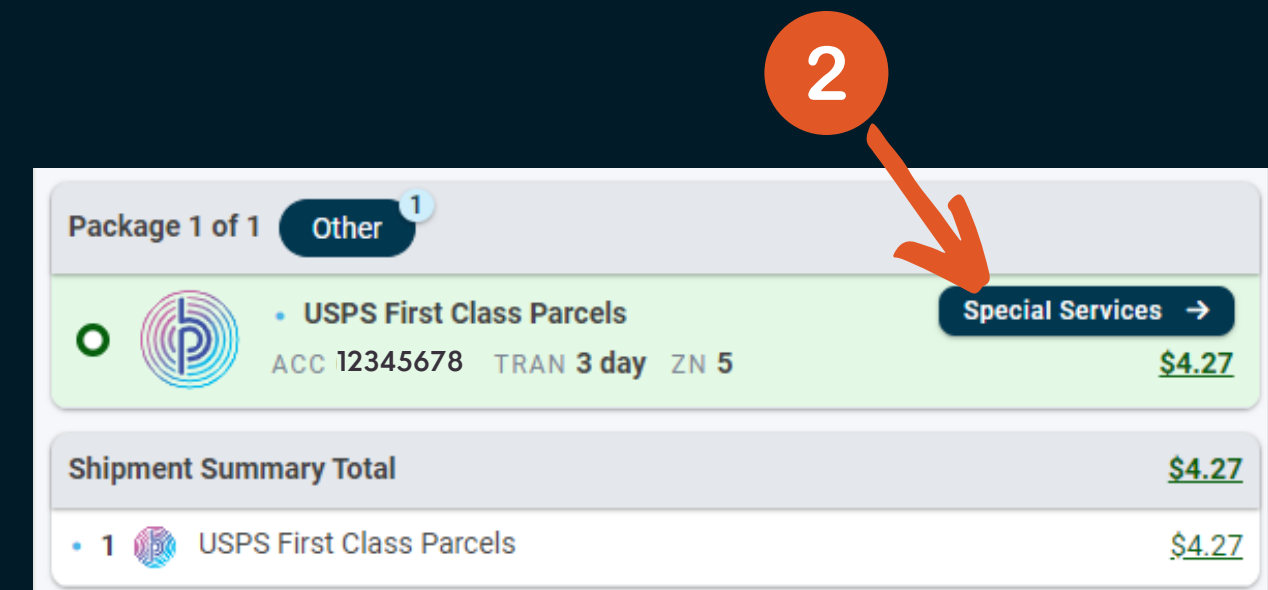 2
Package 1 of 1 Other 1
• USPS First Class Parcels Special Services →
ACC 12345678 TRAN 3 day ZN 5 $4.27
Shipment Summary Total $4.27
• 1 USPS First Class Parcels $4.27